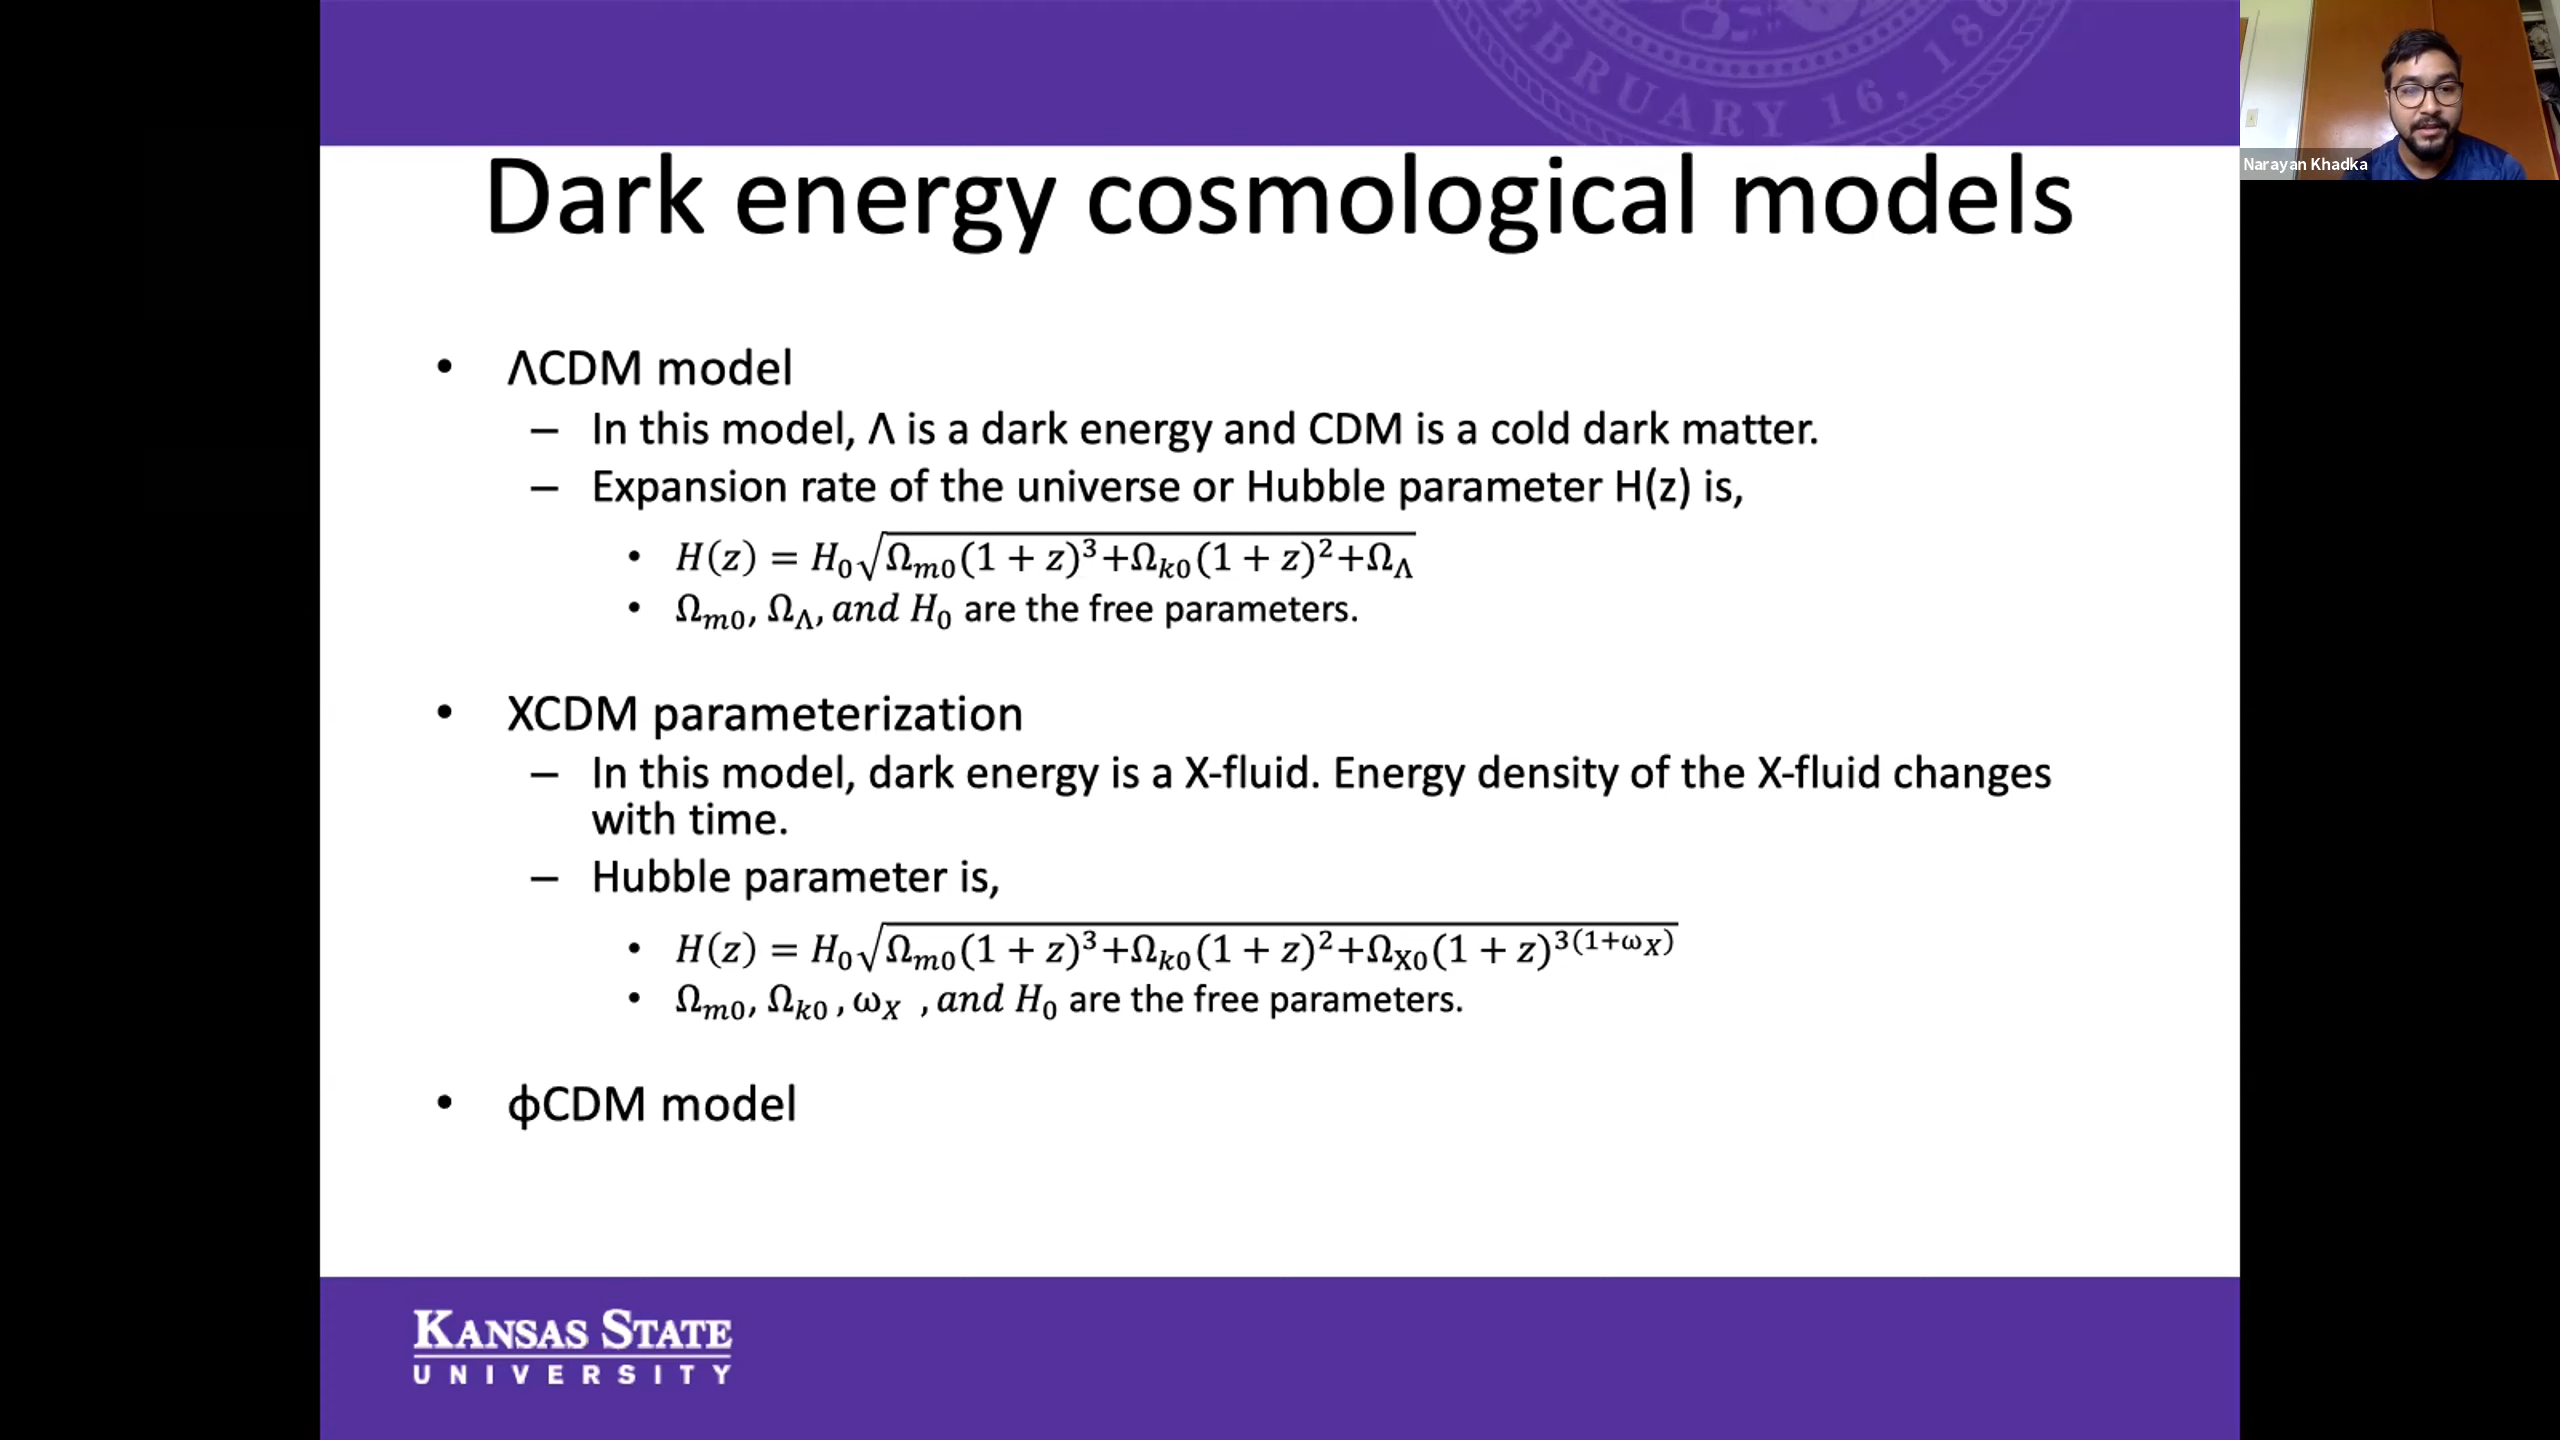 EBRUARY 16, 186
Narayan Khadka
Dark energy cosmological models
• ΛCDM model
– In this model, Λ is a dark energy and CDM is a cold dark matter.
– Expansion rate of the universe or Hubble parameter H(z) is,
• H(z) = H₀√(Ωₘ₀(1 + z)³+Ωₖ₀(1 + z)²+Ω_Λ)
• Ωₘ₀, Ω_Λ, and H₀ are the free parameters.
• XCDM parameterization
– In this model, dark energy is a X-fluid. Energy density of the X-fluid changes
with time.
– Hubble parameter is,
• H(z) = H₀√(Ωₘ₀(1 + z)³+Ωₖ₀(1 + z)²+Ω_X0(1 + z)^3(1+ω_X))
• Ωₘ₀, Ωₖ₀ , ω_X , and H₀ are the free parameters.
• ϕCDM model
KANSAS STATE
UNIVERSITY